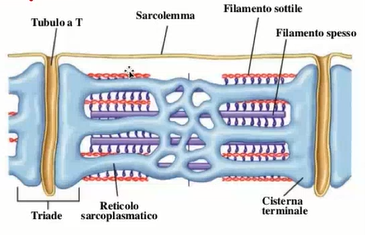 Filamento sottile
Sarcolemma
Tubulo a T
Filamento spesso
Reticolo
sarcoplasmatico
Cisterna
terminale
Triade